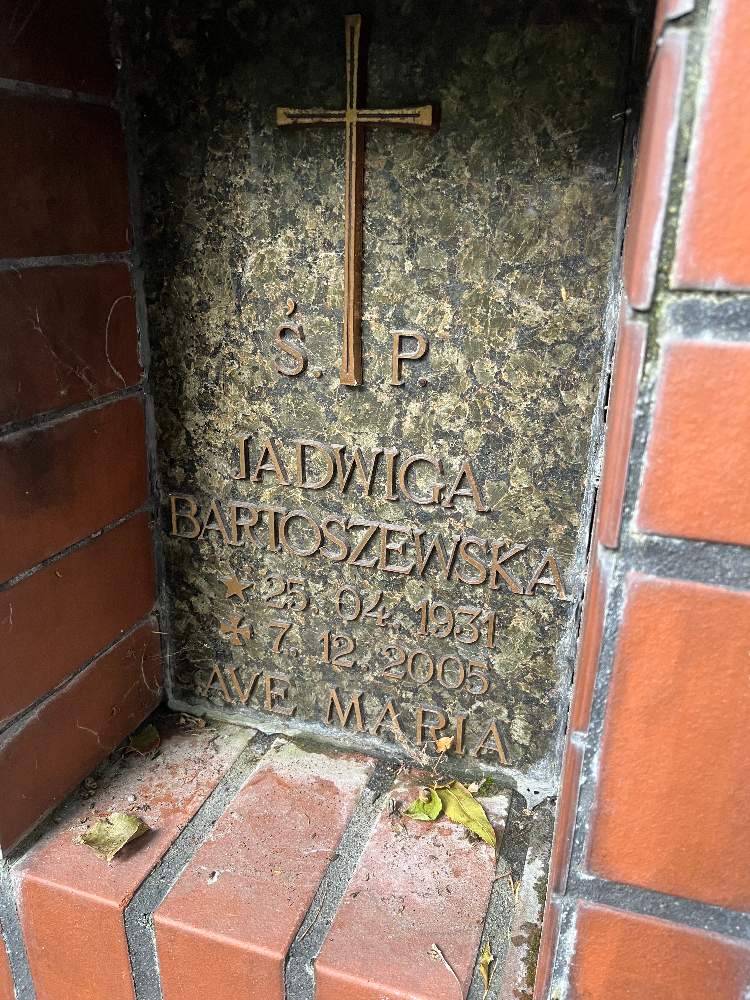 Ś. P.
JADWIGA
BARTOSZEWSKA
25. 04. 1931
7. 12. 2005
AVE MARIA